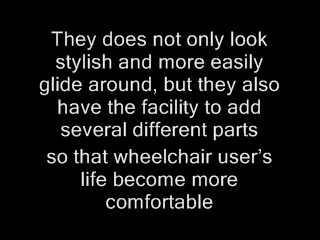 They does not only look
stylish and more easily
glide around, but they also
have the facility to add
several different parts
so that wheelchair user's
life become more
comfortable